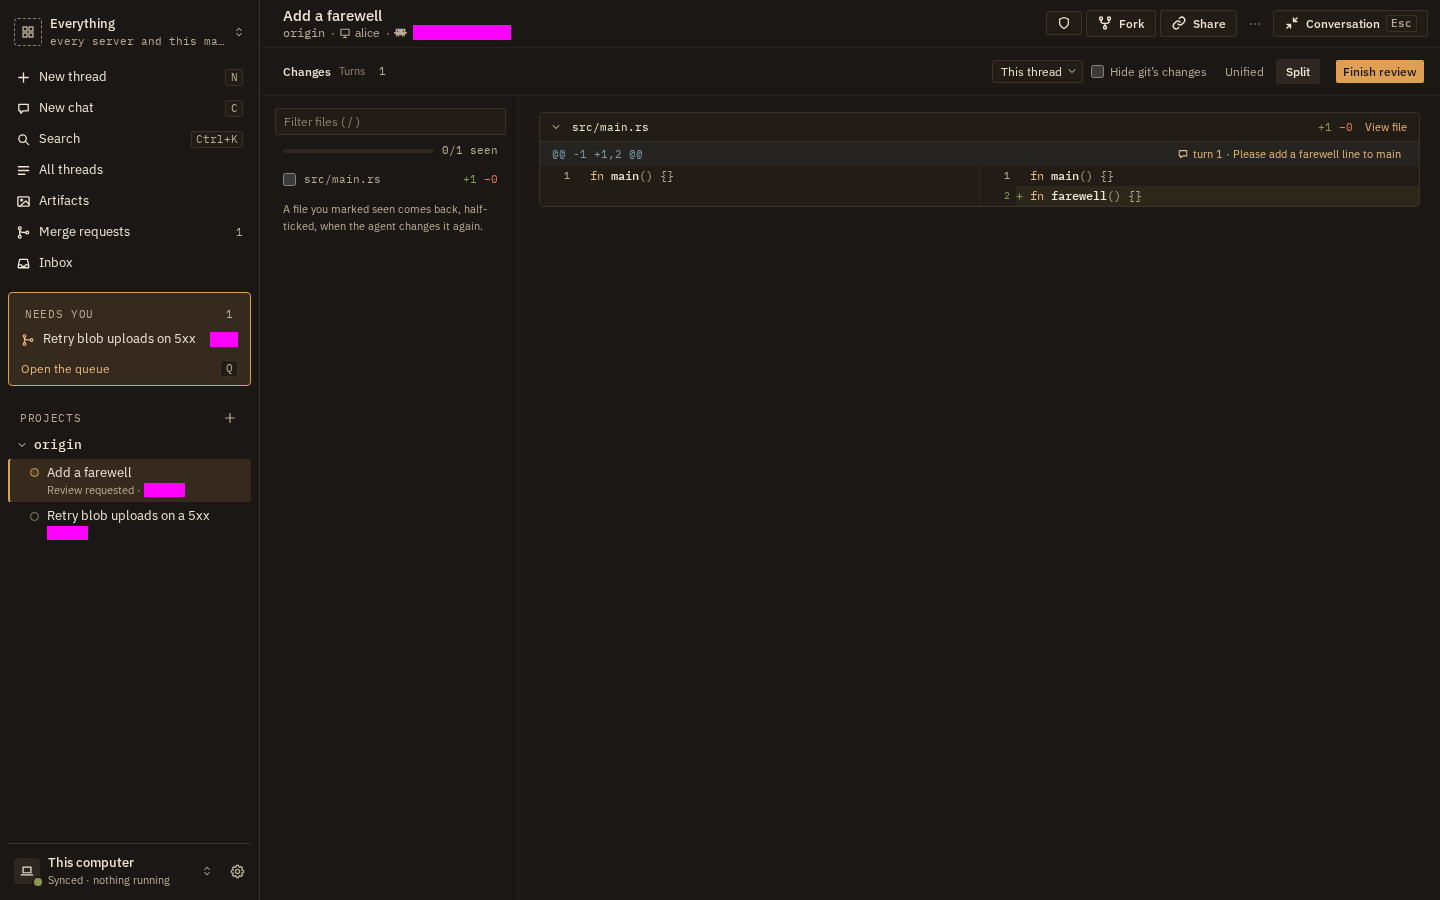 Everything
every server and this ma…
New thread N
New chat C
Search Ctrl+K
All threads
Artifacts
Merge requests 1
Inbox
NEEDS YOU 1
Retry blob uploads on 5xx
Open the queue Q
PROJECTS
origin
Add a farewell
Review requested ·
Retry blob uploads on a 5xx
This computer
Synced · nothing running
Add a farewell
origin · alice ·
Fork
Share
···
Conversation Esc
Changes Turns 1
This thread
Hide git's changes
Unified
Split
Finish review
Filter files ( / )
0/1 seen
src/main.rs +1 −0
A file you marked seen comes back, half-
ticked, when the agent changes it again.
src/main.rs +1 −0 View file
@@ -1 +1,2 @@ turn 1 · Please add a farewell line to main
1 fn main() {} 1 fn main() {}
2 + fn farewell() {}